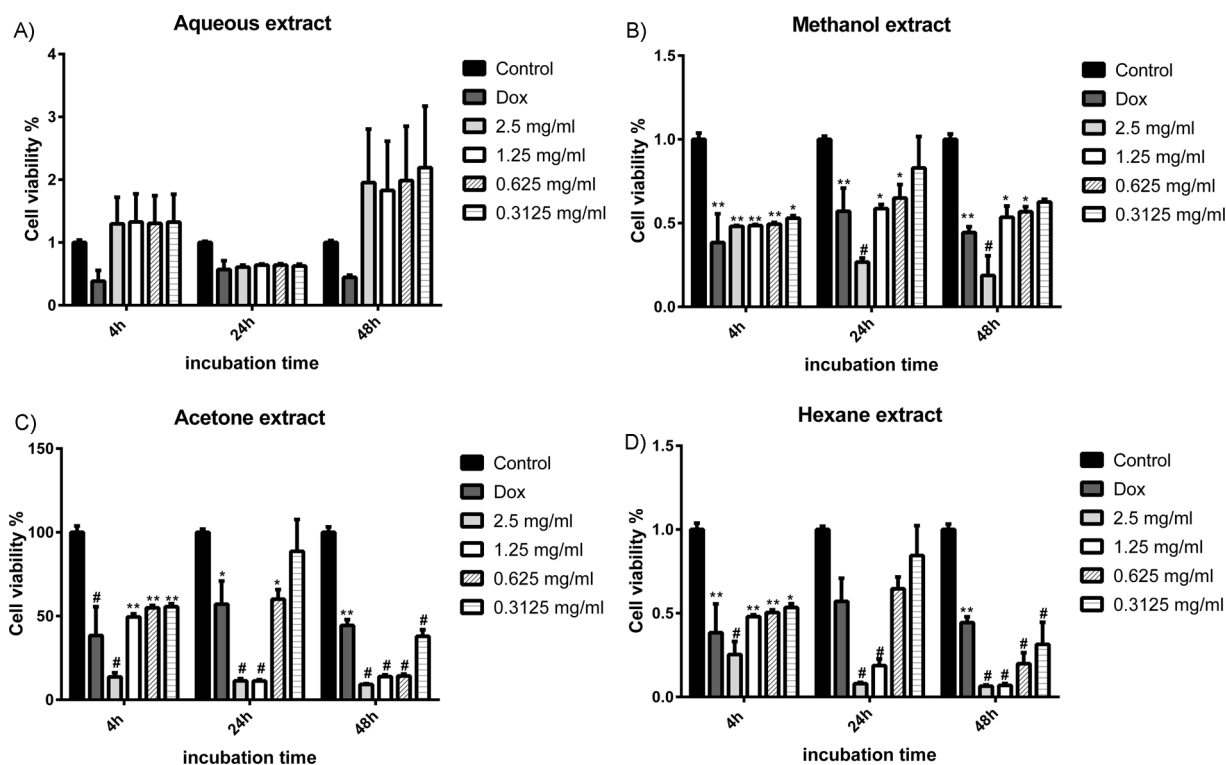 A)
Aqueous extract
Cell viability %
4
3
2
1
0
4h
24h
48h
incubation time
Control
Dox
2.5 mg/ml
1.25 mg/ml
0.625 mg/ml
0.3125 mg/ml
B)
Methanol extract
Cell viability %
1.5
1.0
0.5
0.0
** ** ** ** *
** # * *
** # * *
4h
24h
48h
incubation time
Control
Dox
2.5 mg/ml
1.25 mg/ml
0.625 mg/ml
0.3125 mg/ml
C)
Acetone extract
Cell viability %
150
100
50
0
# # ** ** **
* # # *
** # # # #
4h
24h
48h
incubation time
Control
Dox
2.5 mg/ml
1.25 mg/ml
0.625 mg/ml
0.3125 mg/ml
D)
Hexane extract
Cell viability %
1.5
1.0
0.5
0.0
** # ** ** *
# #
** # # # #
4h
24h
48h
incubation time
Control
Dox
2.5 mg/ml
1.25 mg/ml
0.625 mg/ml
0.3125 mg/ml